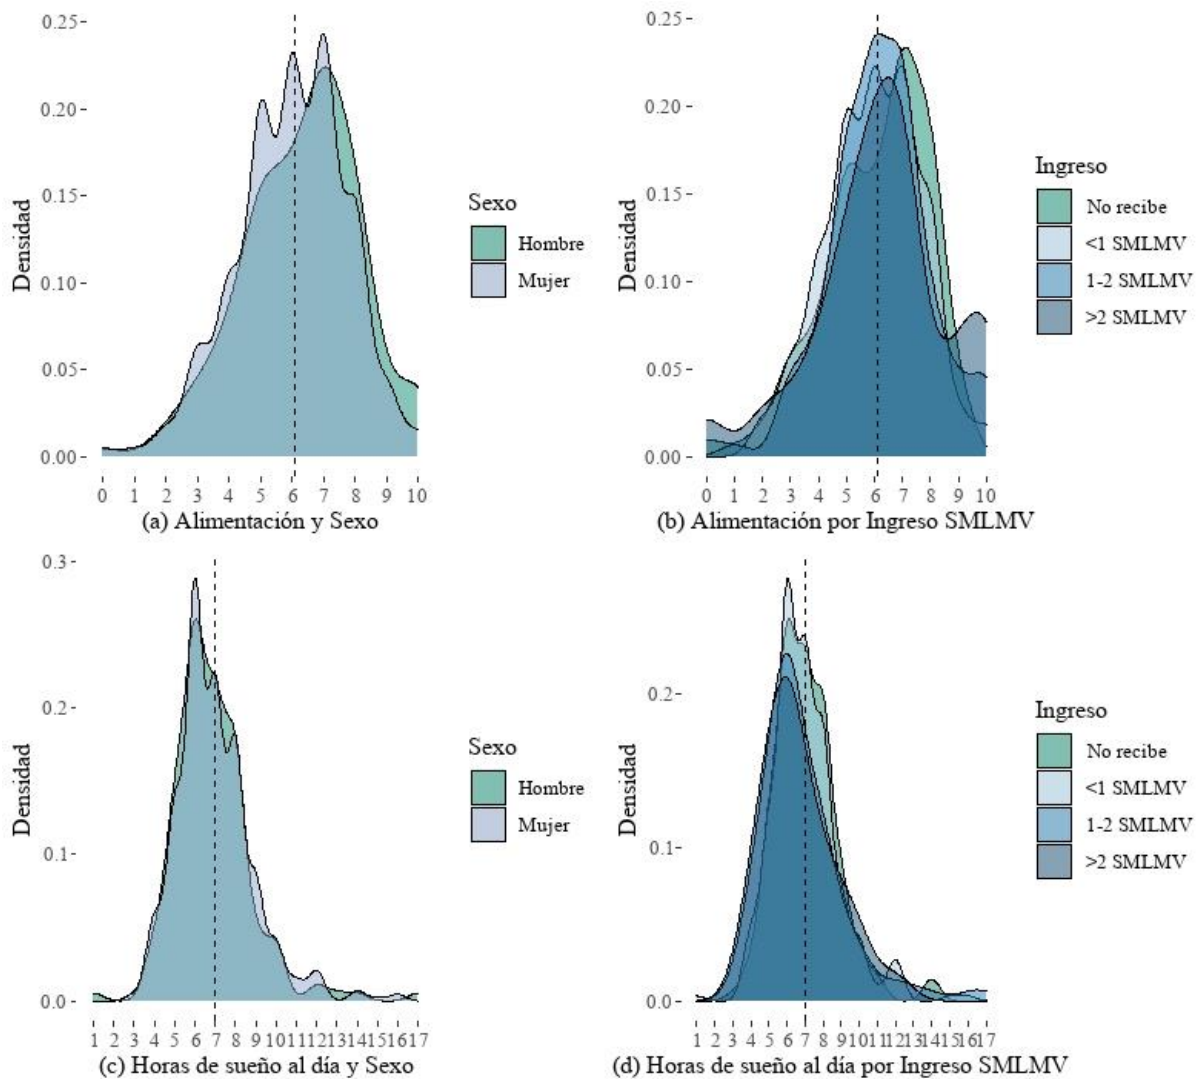 0.25
0.20
0.15
0.10
0.05
0.00
Densidad
0 1 2 3 4 5 6 7 8 9 10
(a) Alimentación y Sexo
Sexo
Hombre
Mujer
0.25
0.20
0.15
0.10
0.05
0.00
Densidad
0 1 2 3 4 5 6 7 8 9 10
(b) Alimentación por Ingreso SMLMV
Ingreso
No recibe
<1 SMLMV
1-2 SMLMV
>2 SMLMV
0.3
0.2
0.1
0.0
Densidad
1 2 3 4 5 6 7 8 9 10 11 12 13 14 15 16 17
(c) Horas de sueño al día y Sexo
Sexo
Hombre
Mujer
0.2
0.1
0.0
Densidad
1 2 3 4 5 6 7 8 9 10 11 12 13 14 15 16 17
(d) Horas de sueño al día por Ingreso SMLMV
Ingreso
No recibe
<1 SMLMV
1-2 SMLMV
>2 SMLMV